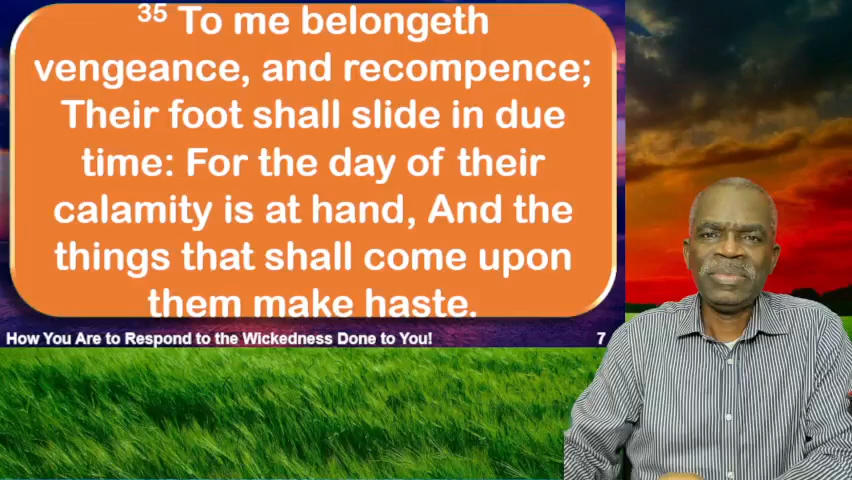 35 To me belongeth
vengeance, and recompence;
Their foot shall slide in due
time: For the day of their
calamity is at hand, And the
things that shall come upon
them make haste.
How You Are to Respond to the Wickedness Done to You! 7